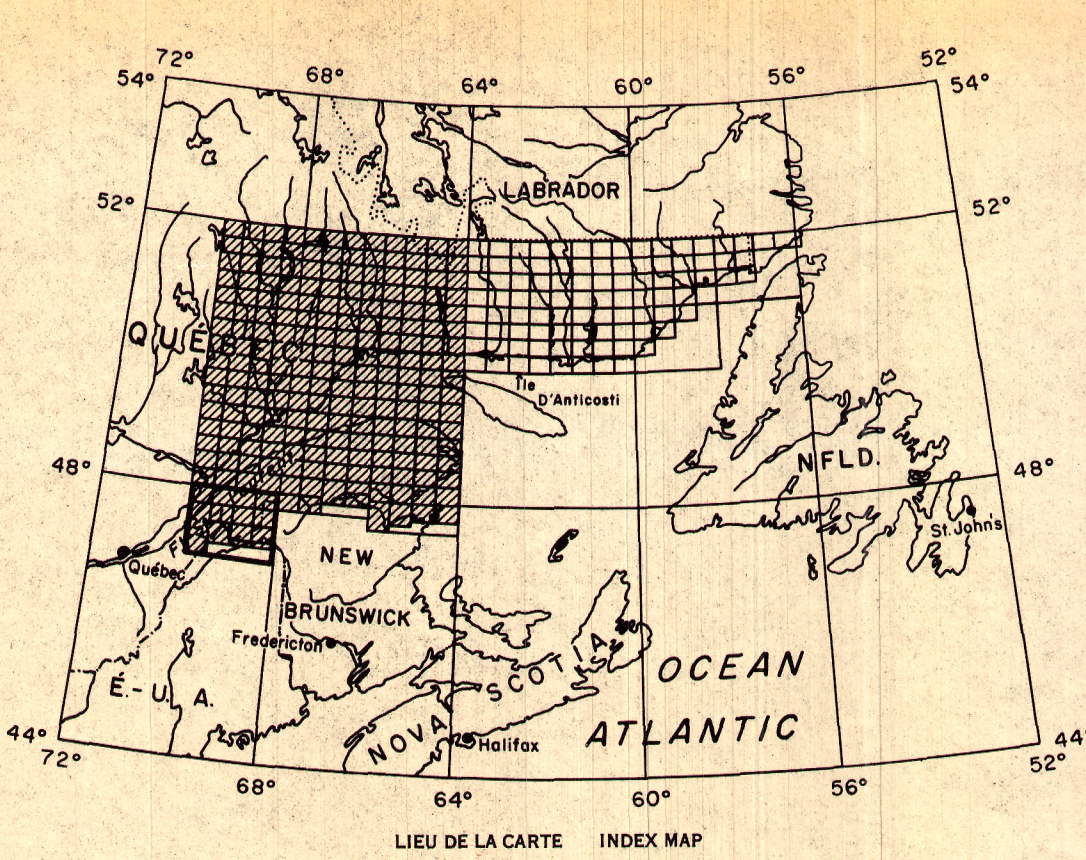 72° 68° 64° 60° 56° 52°
54° 54°
LABRADOR
52° 52°
QUÉBEC
Île
D'Anticosti
NFLD.
48° 48°
St. John's
Québec
NEW
BRUNSWICK
Fredericton
SCOTIA
OCEAN
É.-U. A.
NOVA
ATLANTIC
Halifax
44° 44°
72° 68° 64° 60° 56° 52°
LIEU DE LA CARTE INDEX MAP